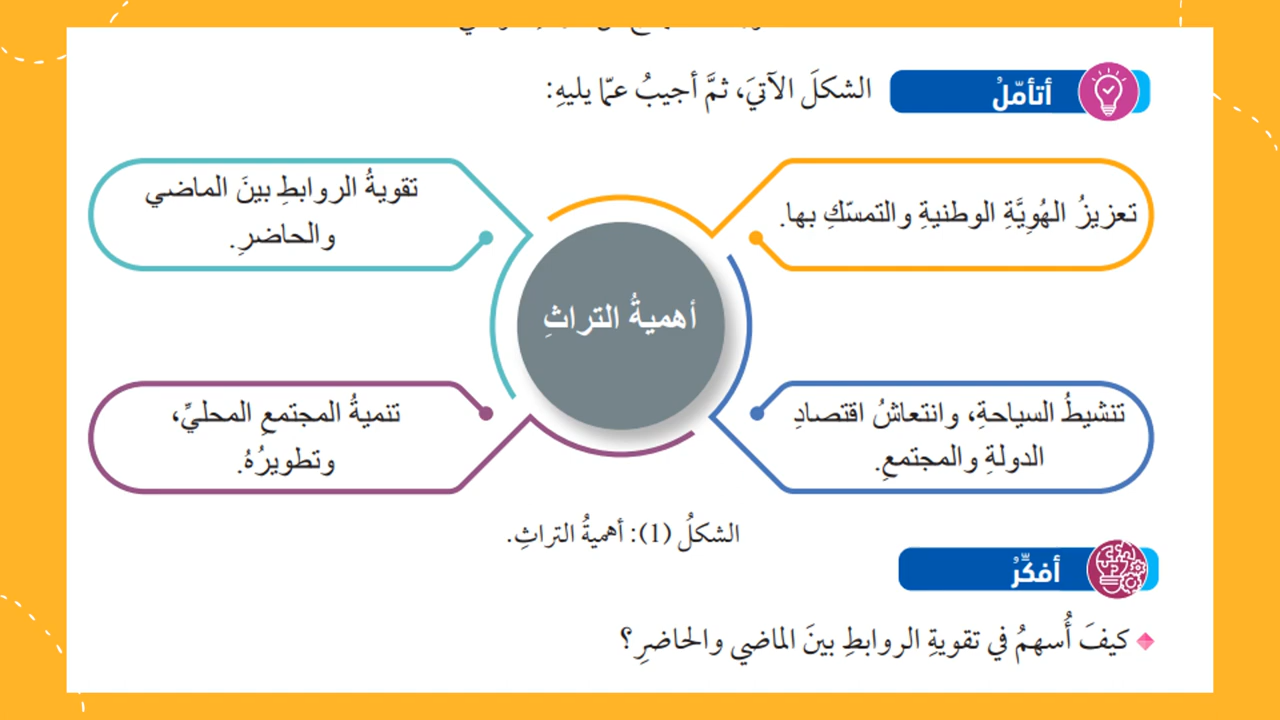 أتأمّلُ
الشكلَ الآتيَ، ثمَّ أجيبُ عمّا يليهِ:
تعزيزُ الهُوِيَّةِ الوطنيةِ والتمسّكِ بها.
تقويةُ الروابطِ بينَ الماضي
والحاضرِ.
أهميةُ التراثِ
تنشيطُ السياحةِ، وانتعاشُ اقتصادِ
الدولةِ والمجتمعِ.
تنميةُ المجتمعِ المحليِّ،
وتطويرُهُ.
الشكلُ (1): أهميةُ التراثِ.
أفكِّرُ
كيفَ أُسهمُ في تقويةِ الروابطِ بينَ الماضي والحاضرِ؟